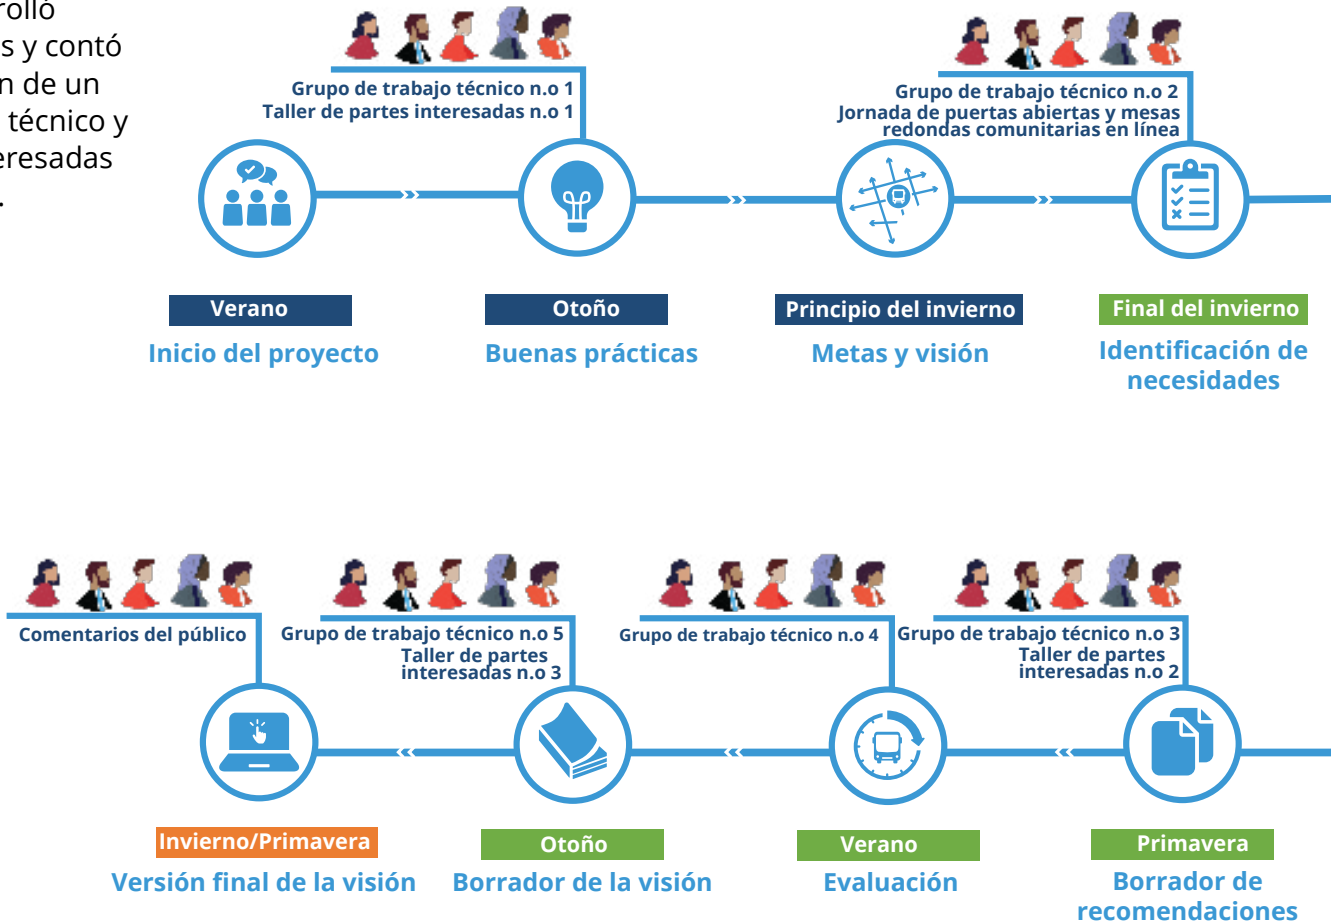 rolló
s y contó
n de un
técnico y
eresadas
.
Grupo de trabajo técnico n.o 1
Taller de partes interesadas n.o 1
Grupo de trabajo técnico n.o 2
Jornada de puertas abiertas y mesas
redondas comunitarias en línea
Verano
Inicio del proyecto
Otoño
Buenas prácticas
Principio del invierno
Metas y visión
Final del invierno
Identificación de
necesidades
Comentarios del público
Grupo de trabajo técnico n.o 5
Taller de partes
interesadas n.o 3
Grupo de trabajo técnico n.o 4
Grupo de trabajo técnico n.o 3
Taller de partes
interesadas n.o 2
Invierno/Primavera
Versión final de la visión
Otoño
Borrador de la visión
Verano
Evaluación
Primavera
Borrador de
recomendaciones